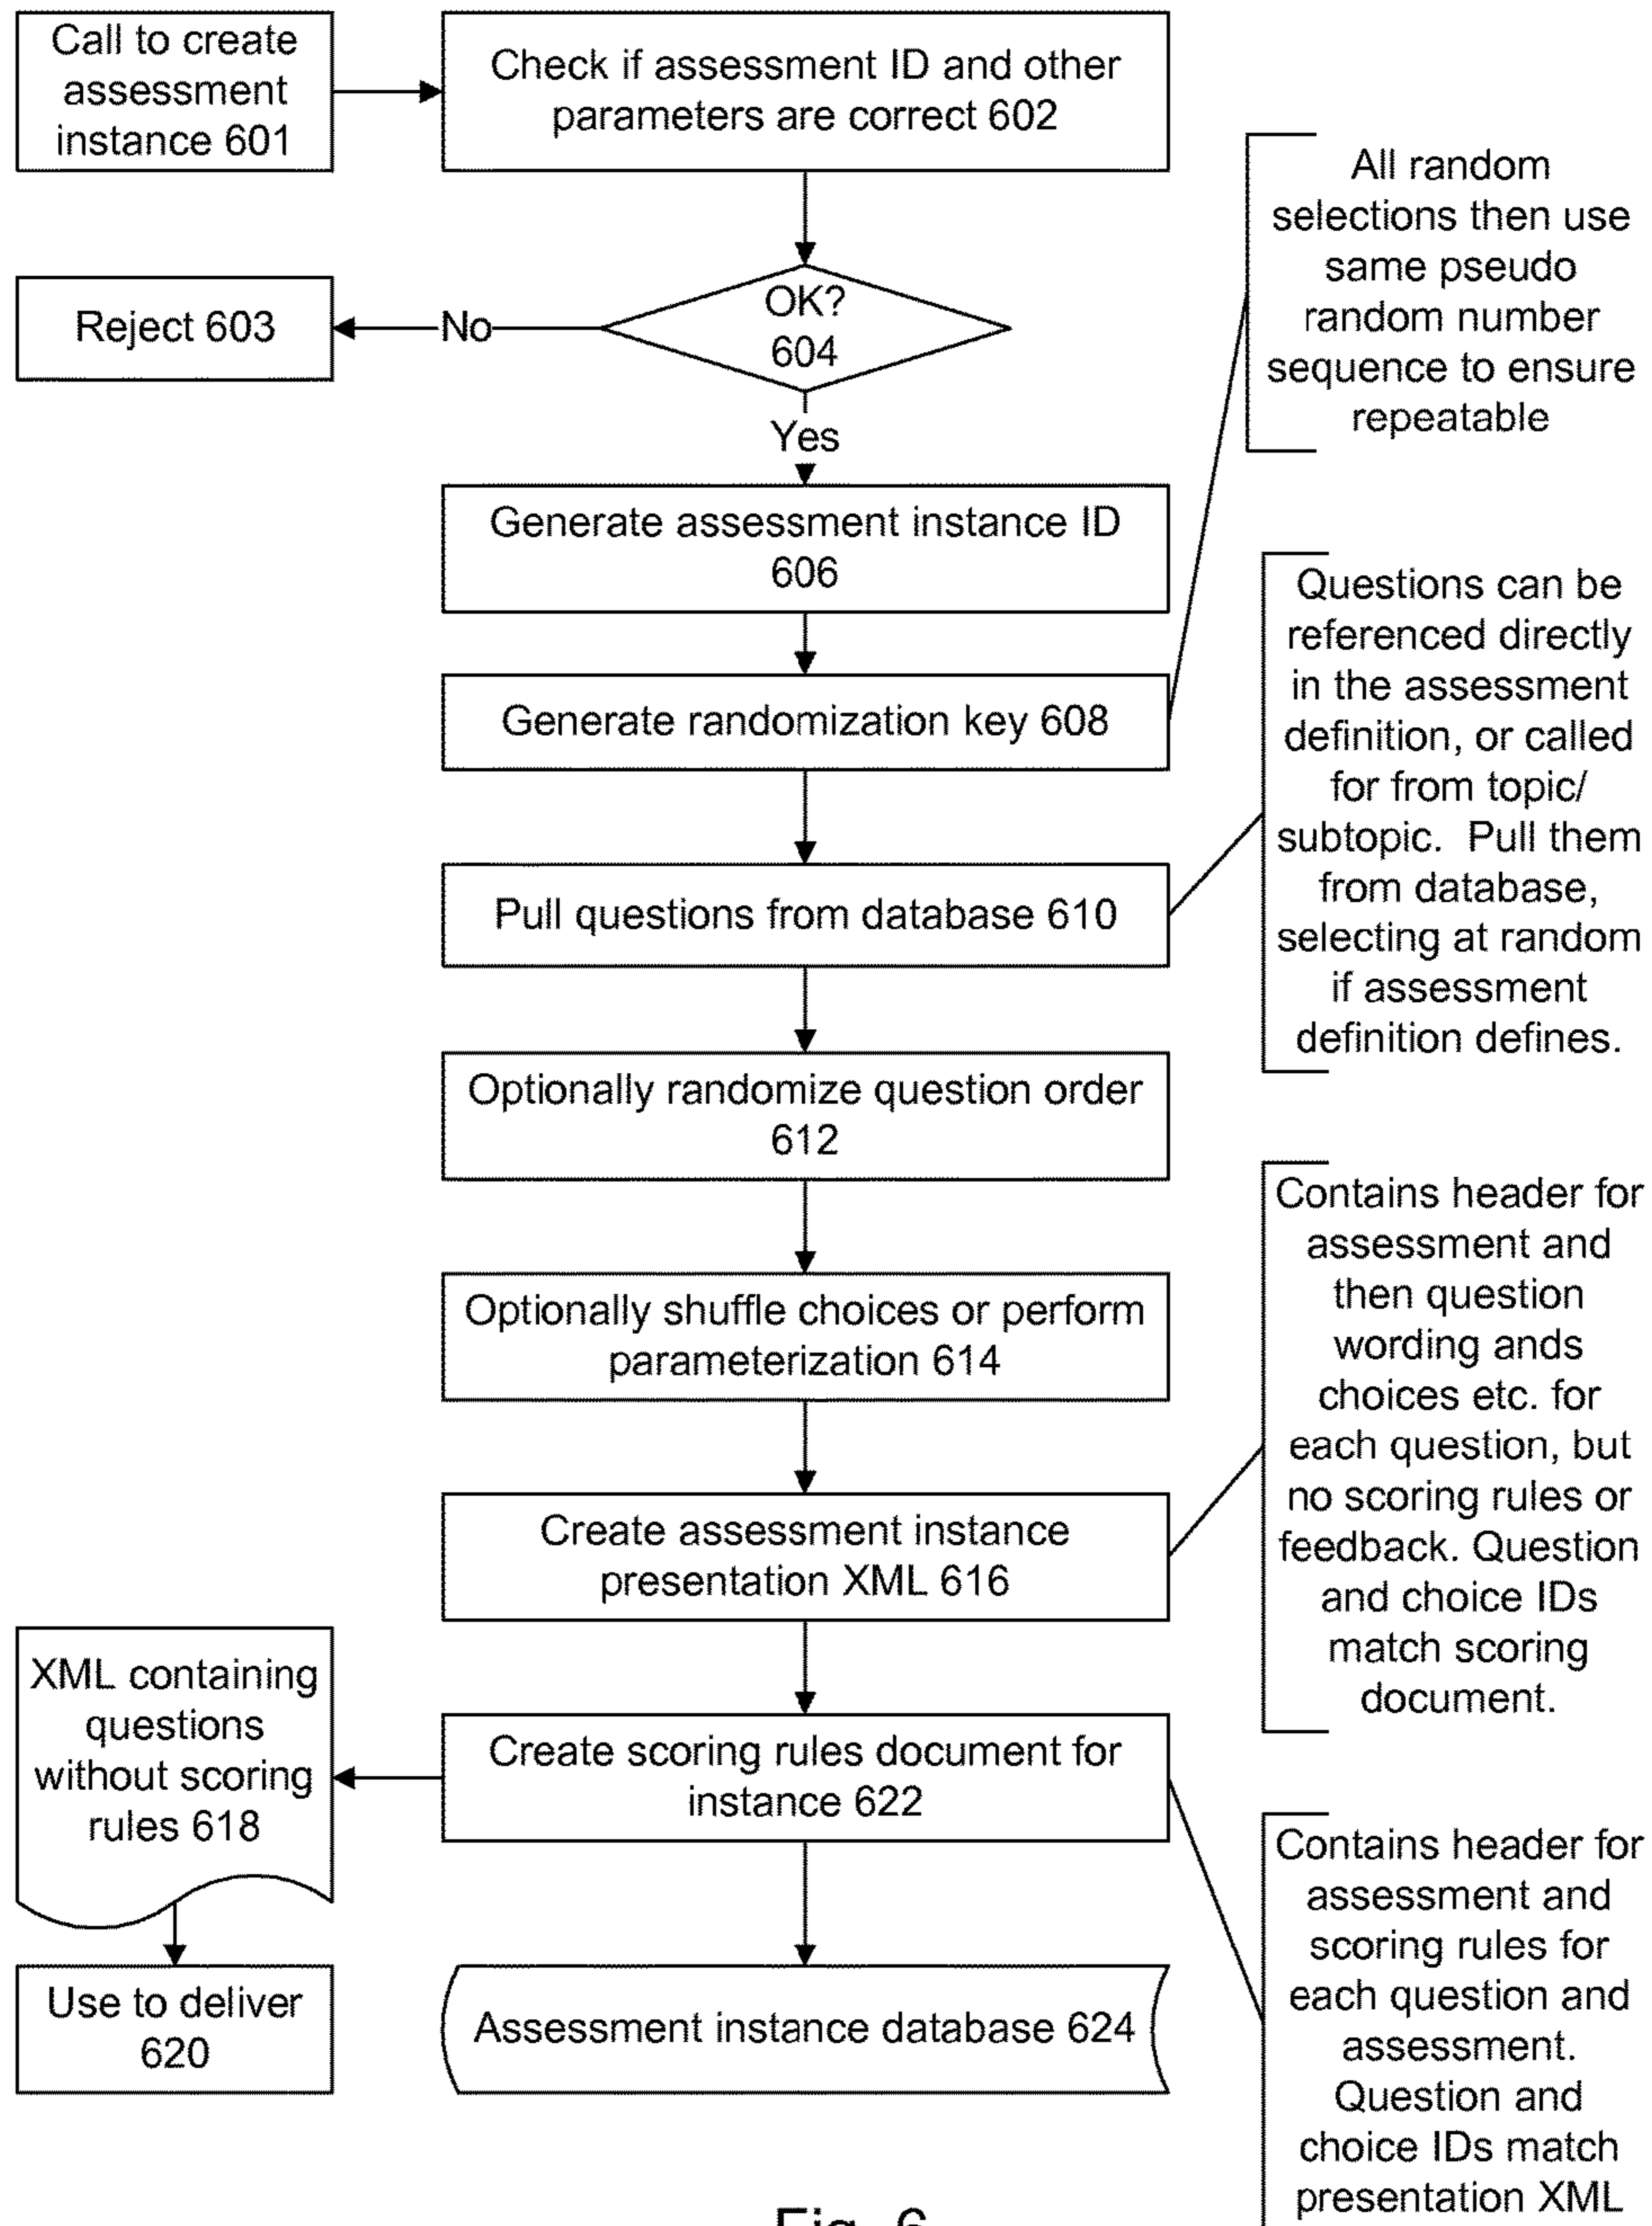 Call to create
assessment
instance 601
Check if assessment ID and other
parameters are correct 602
All random
selections then use
same pseudo
random number
sequence to ensure
repeatable
Reject 603
No
OK?
604
Yes
Generate assessment instance ID
606
Generate randomization key 608
Questions can be
referenced directly
in the assessment
definition, or called
for from topic/
subtopic.  Pull them
from database,
selecting at random
if assessment
definition defines.
Pull questions from database 610
Optionally randomize question order
612
Optionally shuffle choices or perform
parameterization 614
Contains header for
assessment and
then question
wording ands
choices etc. for
each question, but
no scoring rules or
feedback. Question
and choice IDs
match scoring
document.
Create assessment instance
presentation XML 616
XML containing
questions
without scoring
rules 618
Create scoring rules document for
instance 622
Contains header for
assessment and
scoring rules for
each question and
assessment.
Question and
choice IDs match
presentation XML
Use to deliver
620
Assessment instance database 624
Fig. 6